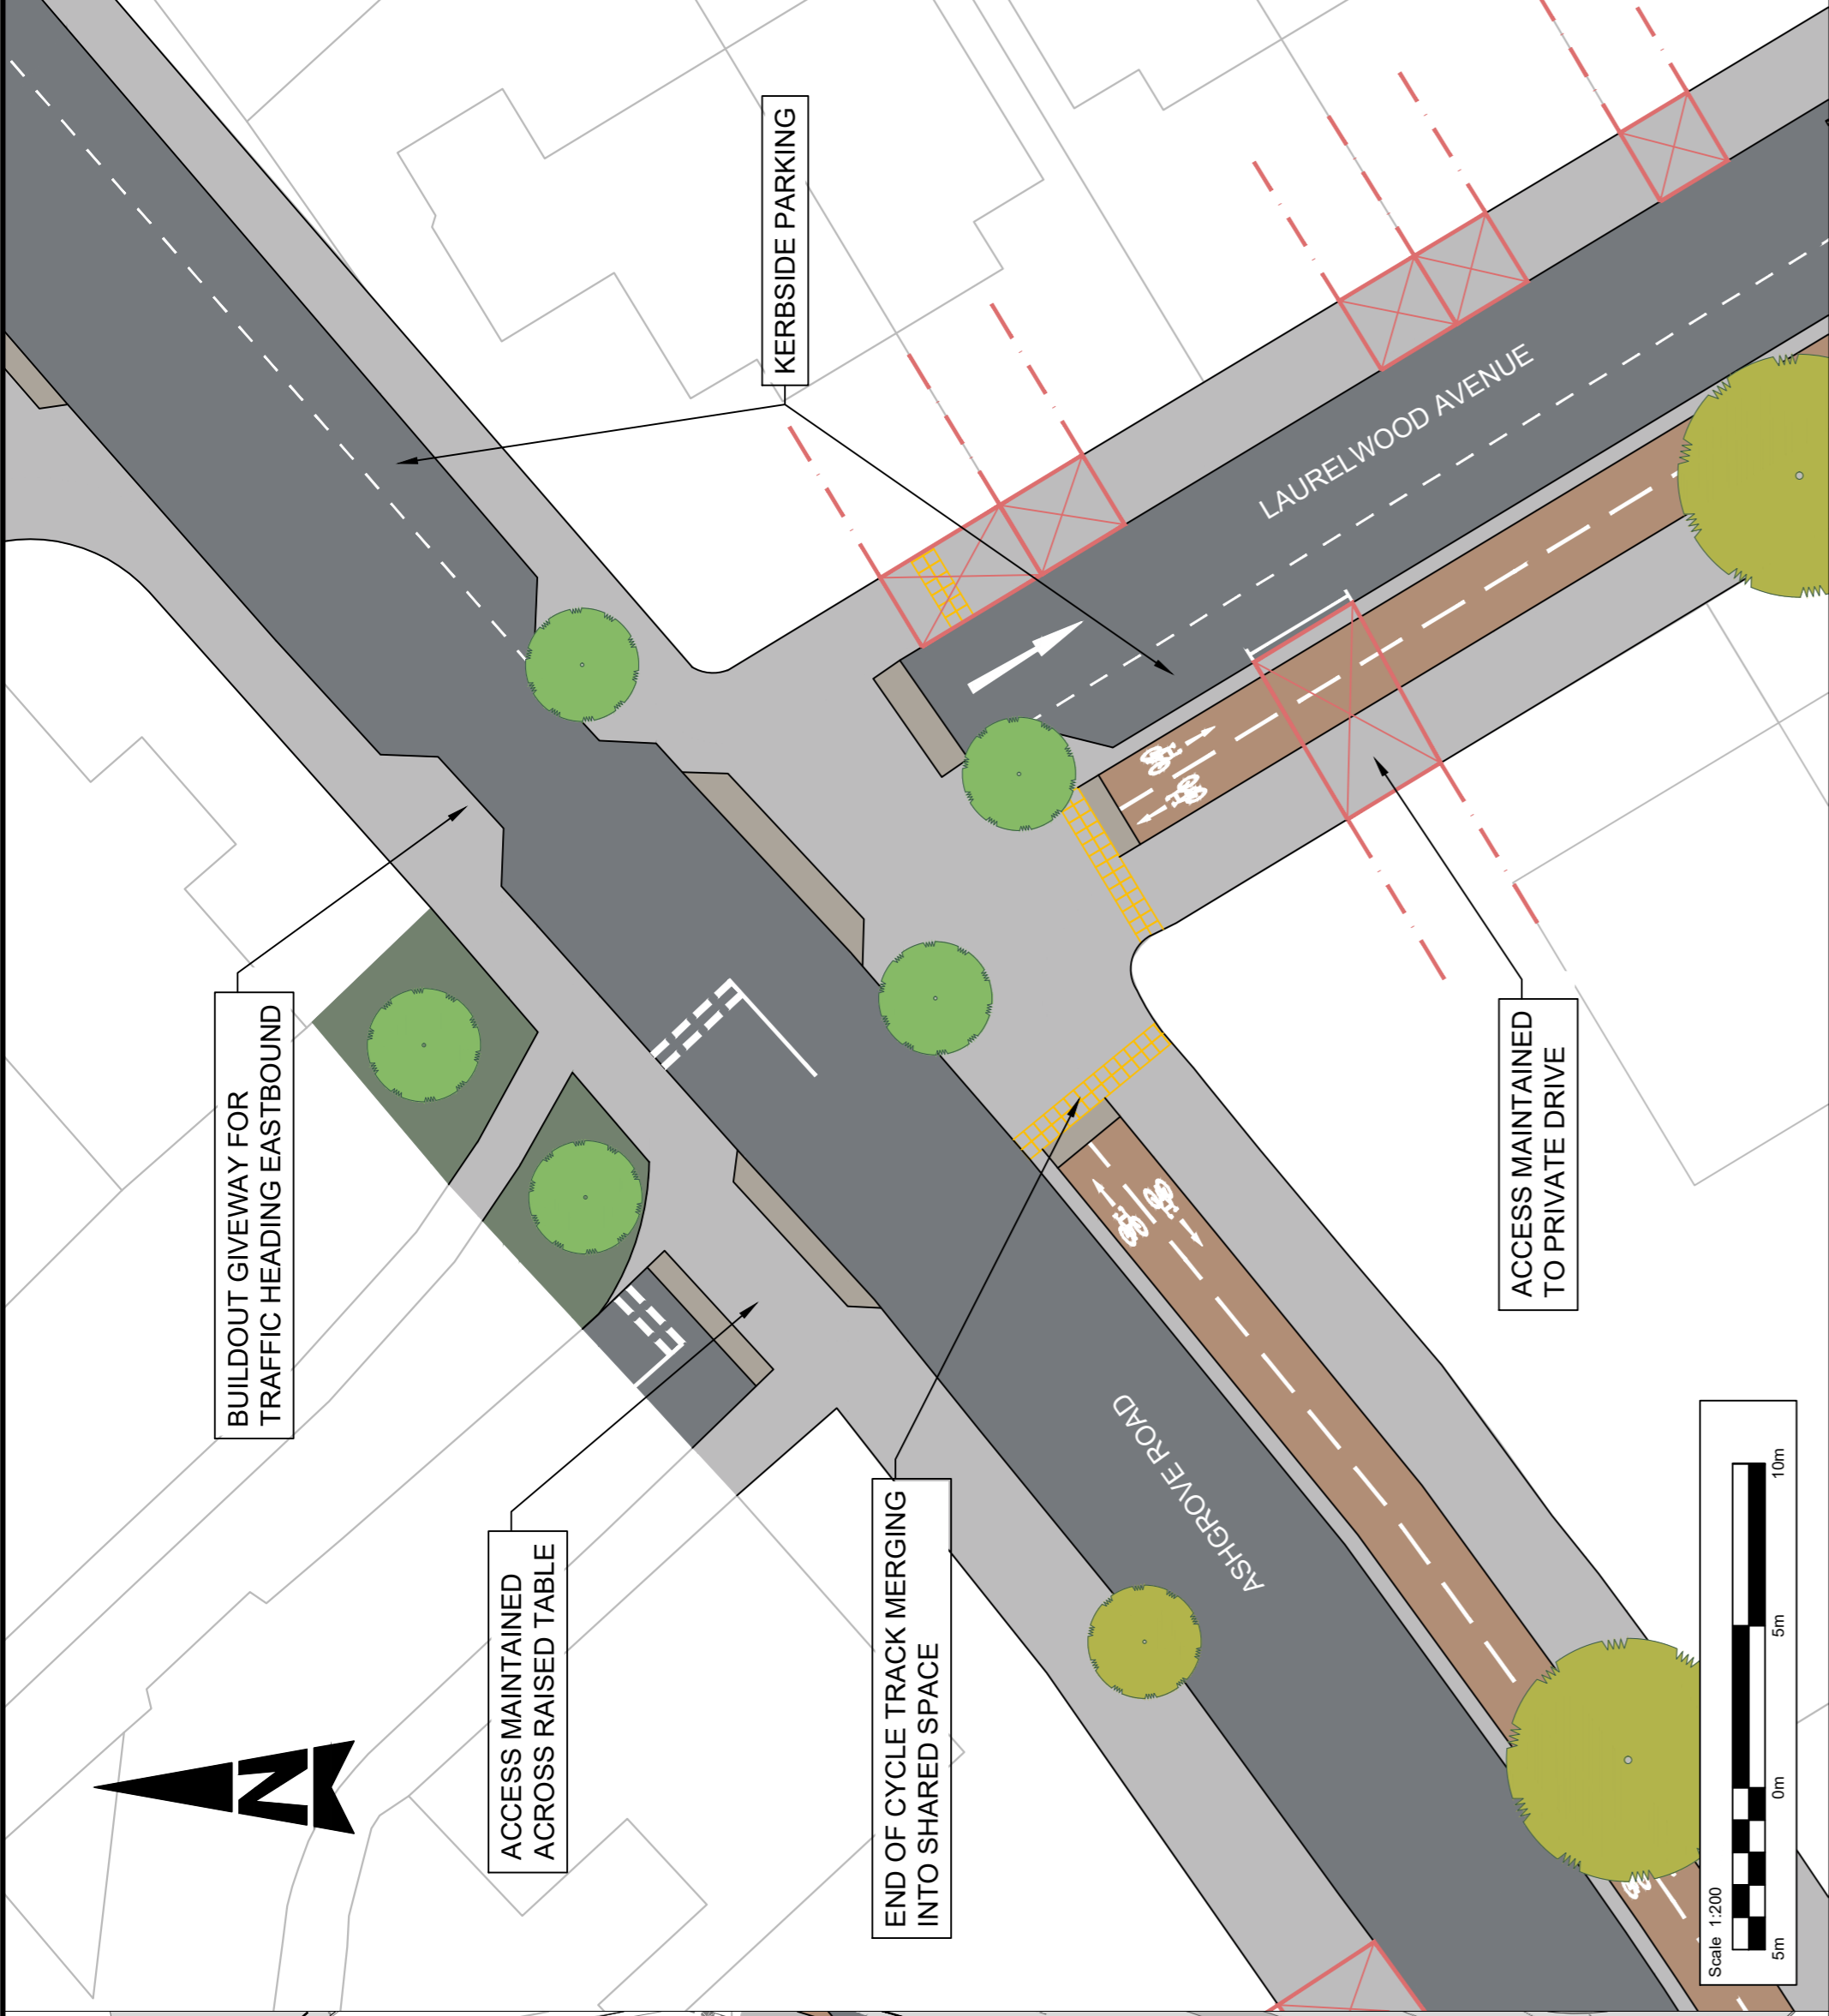 KERBSIDE PARKING
LAURELWOOD AVENUE
BUILDOUT GIVEWAY FOR
TRAFFIC HEADING EASTBOUND
ACCESS MAINTAINED
TO PRIVATE DRIVE
ACCESS MAINTAINED
ACROSS RAISED TABLE
END OF CYCLE TRACK MERGING
INTO SHARED SPACE
ASHGROVE ROAD
N
Scale 1:200
5m 0m 5m 10m